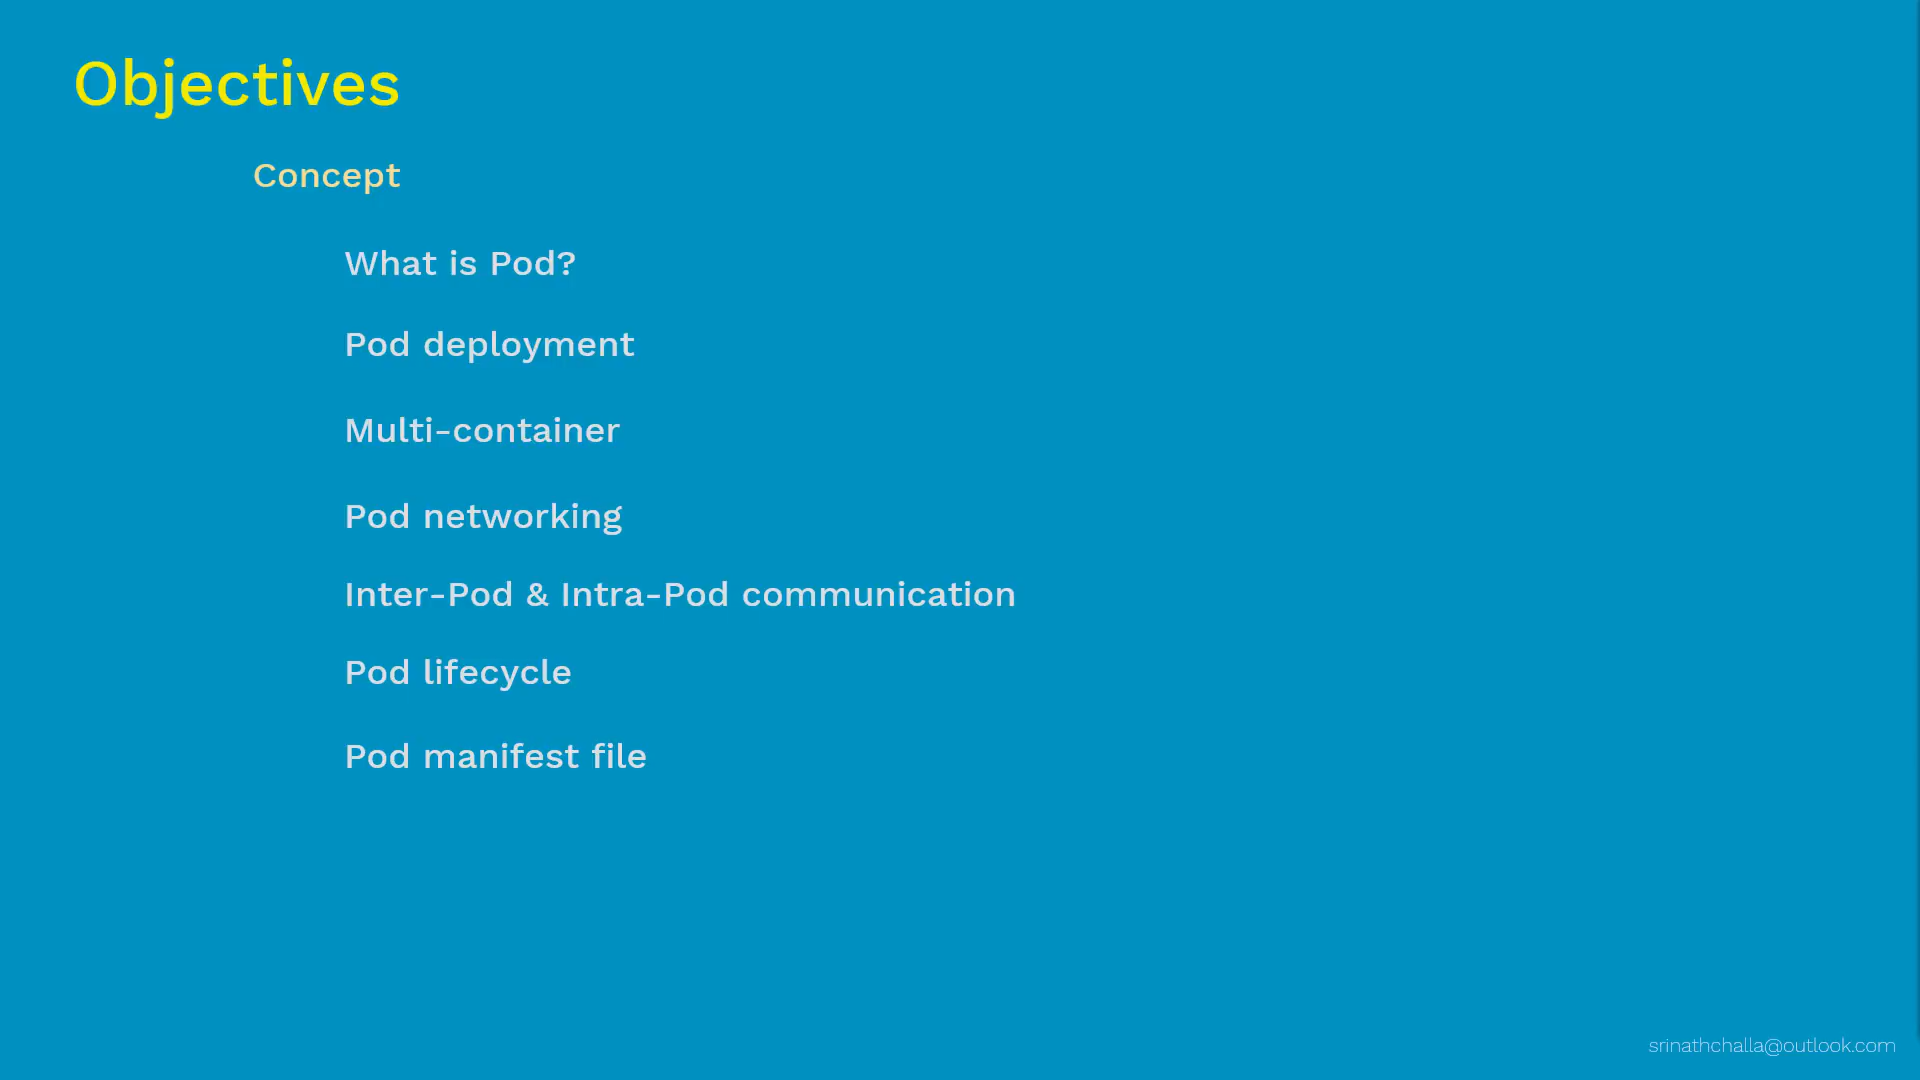 Objectives
Concept
What is Pod?
Pod deployment
Multi-container
Pod networking
Inter-Pod & Intra-Pod communication
Pod lifecycle
Pod manifest file
srinathchalla@outlook.com